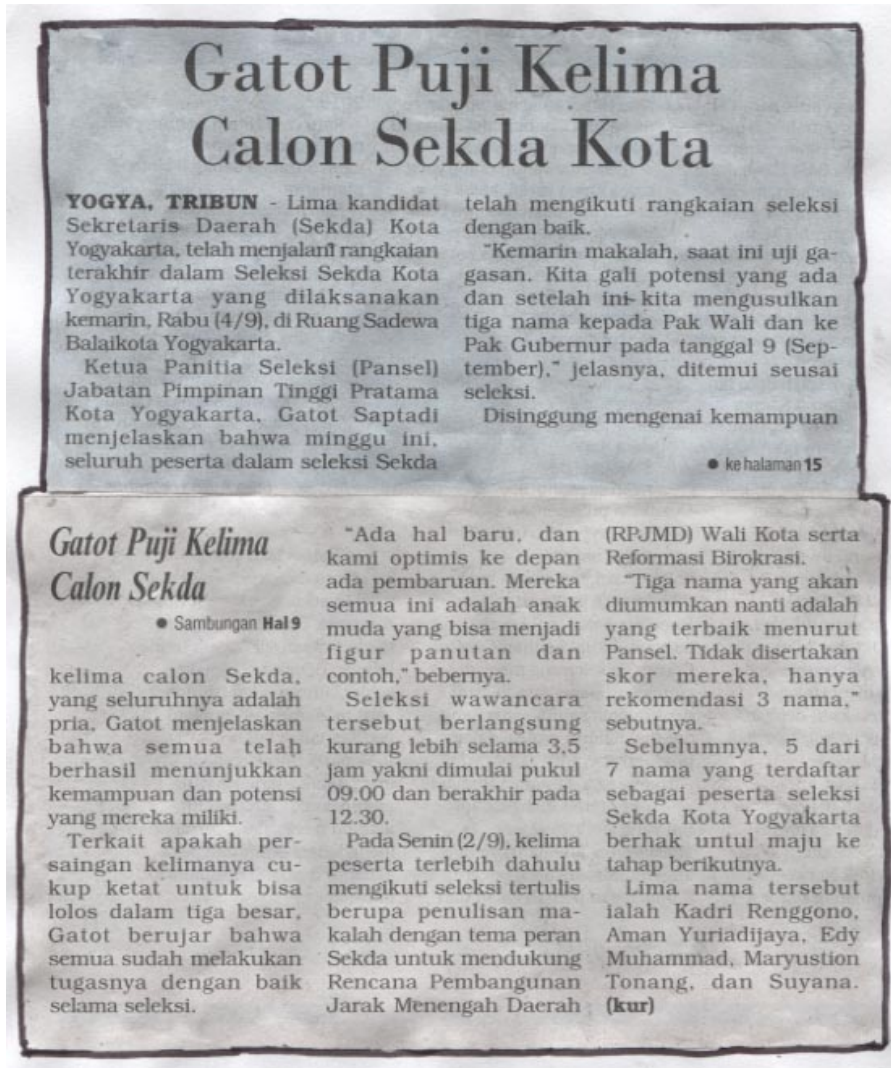 Gatot Puji Kelima
Calon Sekda Kota
YOGYA, TRIBUN - Lima kandidat
Sekretaris Daerah (Sekda) Kota
Yogyakarta, telah menjalani rangkaian
terakhir dalam Seleksi Sekda Kota
Yogyakarta yang dilaksanakan
kemarin, Rabu (4/9), di Ruang Sadewa
Balaikota Yogyakarta.
Ketua Panitia Seleksi (Pansel)
Jabatan Pimpinan Tinggi Pratama
Kota Yogyakarta, Gatot Saptadi
menjelaskan bahwa minggu ini,
seluruh peserta dalam seleksi Sekda
telah mengikuti rangkaian seleksi
dengan baik.
"Kemarin makalah, saat ini uji ga-
gasan. Kita gali potensi yang ada
dan setelah ini kita mengusulkan
tiga nama kepada Pak Wali dan ke
Pak Gubernur pada tanggal 9 (Sep-
tember)," jelasnya, ditemui seusai
seleksi.
Disinggung mengenai kemampuan
● ke halaman 15
Gatot Puji Kelima
Calon Sekda
● Sambungan Hal 9
kelima calon Sekda,
yang seluruhnya adalah
pria, Gatot menjelaskan
bahwa semua telah
berhasil menunjukkan
kemampuan dan potensi
yang mereka miliki.
Terkait apakah per-
saingan kelimanya cu-
kup ketat untuk bisa
lolos dalam tiga besar,
Gatot berujar bahwa
semua sudah melakukan
tugasnya dengan baik
selama seleksi.
"Ada hal baru, dan
kami optimis ke depan
ada pembaruan. Mereka
semua ini adalah anak
muda yang bisa menjadi
figur panutan dan
contoh," bebernya.
Seleksi wawancara
tersebut berlangsung
kurang lebih selama 3,5
jam yakni dimulai pukul
09.00 dan berakhir pada
12.30.
Pada Senin (2/9), kelima
peserta terlebih dahulu
mengikuti seleksi tertulis
berupa penulisan ma-
kalah dengan tema peran
Sekda untuk mendukung
Rencana Pembangunan
Jarak Menengah Daerah
(RPJMD) Wali Kota serta
Reformasi Birokrasi.
"Tiga nama yang akan
diumumkan nanti adalah
yang terbaik menurut
Pansel. Tidak disertakan
skor mereka, hanya
rekomendasi 3 nama,"
sebutnya.
Sebelumnya, 5 dari
7 nama yang terdaftar
sebagai peserta seleksi
Sekda Kota Yogyakarta
berhak untul maju ke
tahap berikutnya.
Lima nama tersebut
ialah Kadri Renggono,
Aman Yuriadijaya, Edy
Muhammad, Maryustion
Tonang, dan Suyana.
(kur)